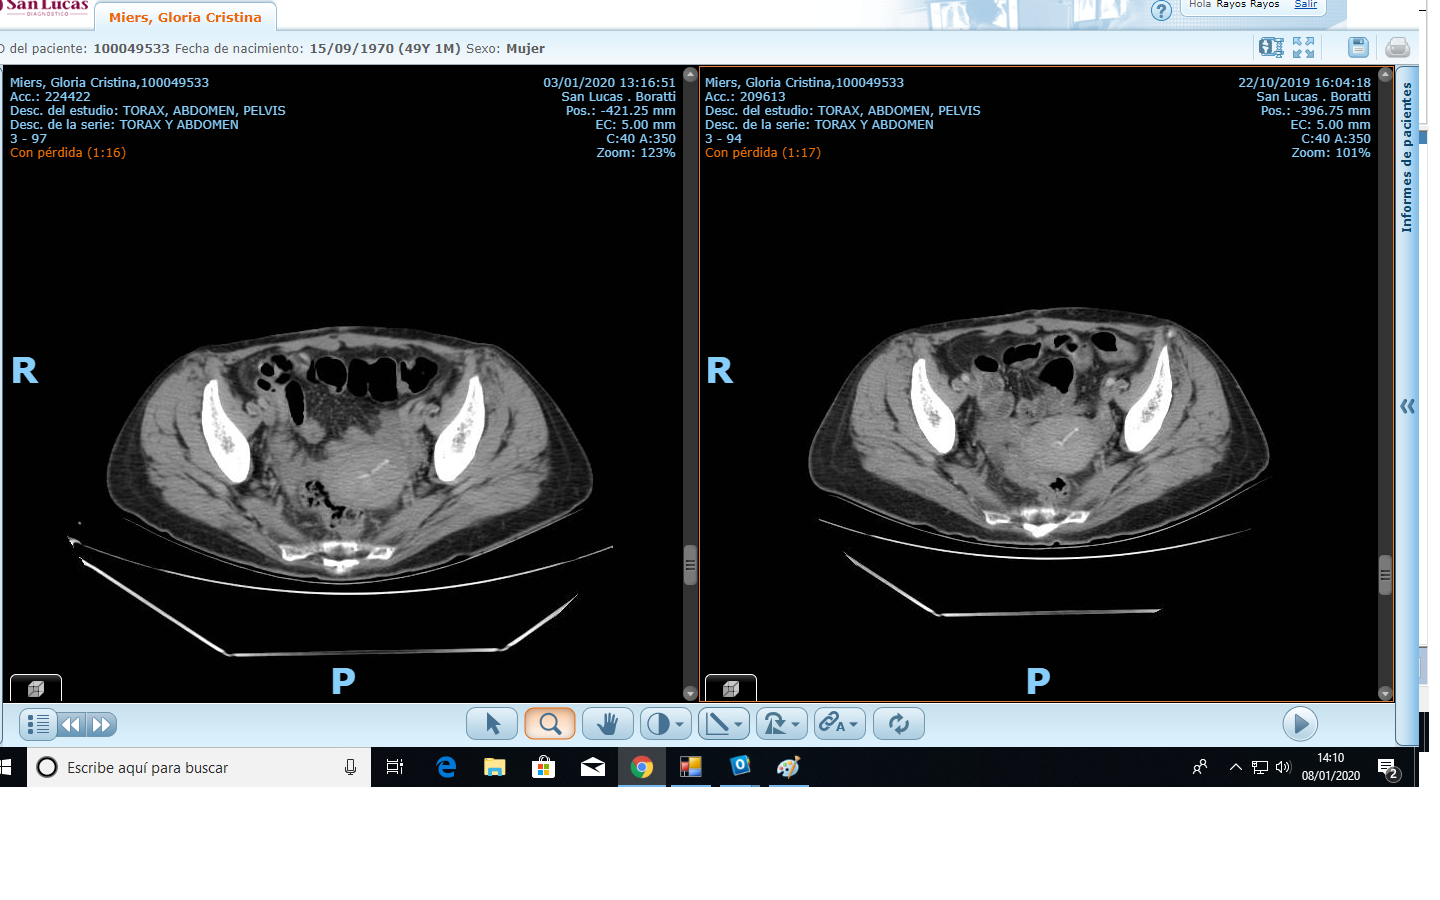 San Lucas
DIAGNÓSTICO
Miers, Gloria Cristina
?
Hola Rayos Rayos Salir
del paciente: 100049533 Fecha de nacimiento: 15/09/1970 (49Y 1M) Sexo: Mujer
Miers, Gloria Cristina,100049533
Acc.: 224422
Desc. del estudio: TORAX, ABDOMEN, PELVIS
Desc. de la serie: TORAX Y ABDOMEN
3 - 97
Con pérdida (1:16)
03/01/2020 13:16:51
San Lucas . Boratti
Pos.: -421.25 mm
EC: 5.00 mm
C:40 A:350
Zoom: 123%
R
P
Miers, Gloria Cristina,100049533
Acc.: 209613
Desc. del estudio: TORAX, ABDOMEN, PELVIS
Desc. de la serie: TORAX Y ABDOMEN
3 - 94
Con pérdida (1:17)
22/10/2019 16:04:18
San Lucas . Boratti
Pos.: -396.75 mm
EC: 5.00 mm
C:40 A:350
Zoom: 101%
R
P
Informes de pacientes
A
Escribe aquí para buscar
14:10
08/01/2020
2